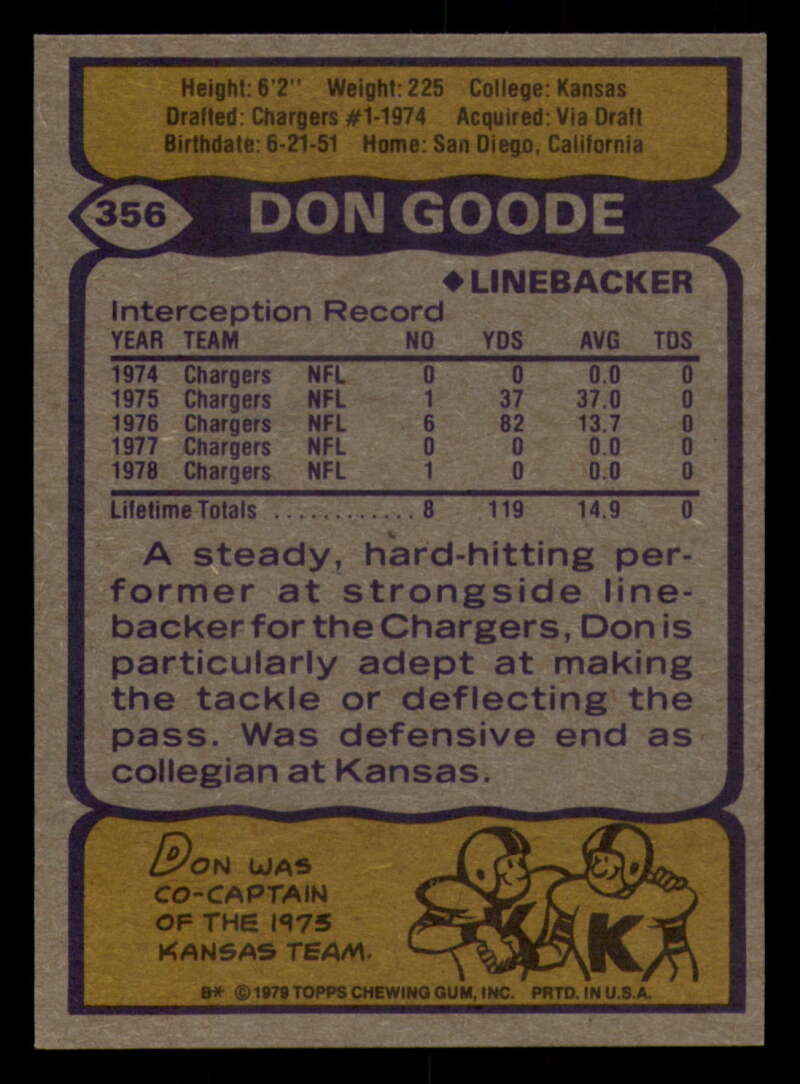 Height: 6'2" Weight: 225 College: Kansas
Drafted: Chargers #1-1974 Acquired: Via Draft
Birthdate: 6-21-51 Home: San Diego, California
356 DON GOODE
◆LINEBACKER
Interception Record
YEAR TEAM NO YDS AVG TDS
1974 Chargers NFL 0 0 0.0 0
1975 Chargers NFL 1 37 37.0 0
1976 Chargers NFL 6 82 13.7 0
1977 Chargers NFL 0 0 0.0 0
1978 Chargers NFL 1 0 0.0 0
Lifetime Totals ............ 8 119 14.9 0
A steady, hard-hitting per-
former at strongside line-
backer for the Chargers, Don is
particularly adept at making
the tackle or deflecting the
pass. Was defensive end as
collegian at Kansas.
DON WAS
CO-CAPTAIN
OF THE 1973
KANSAS TEAM.
K K
B* © 1979 TOPPS CHEWING GUM, INC. PRTD. IN U.S.A.